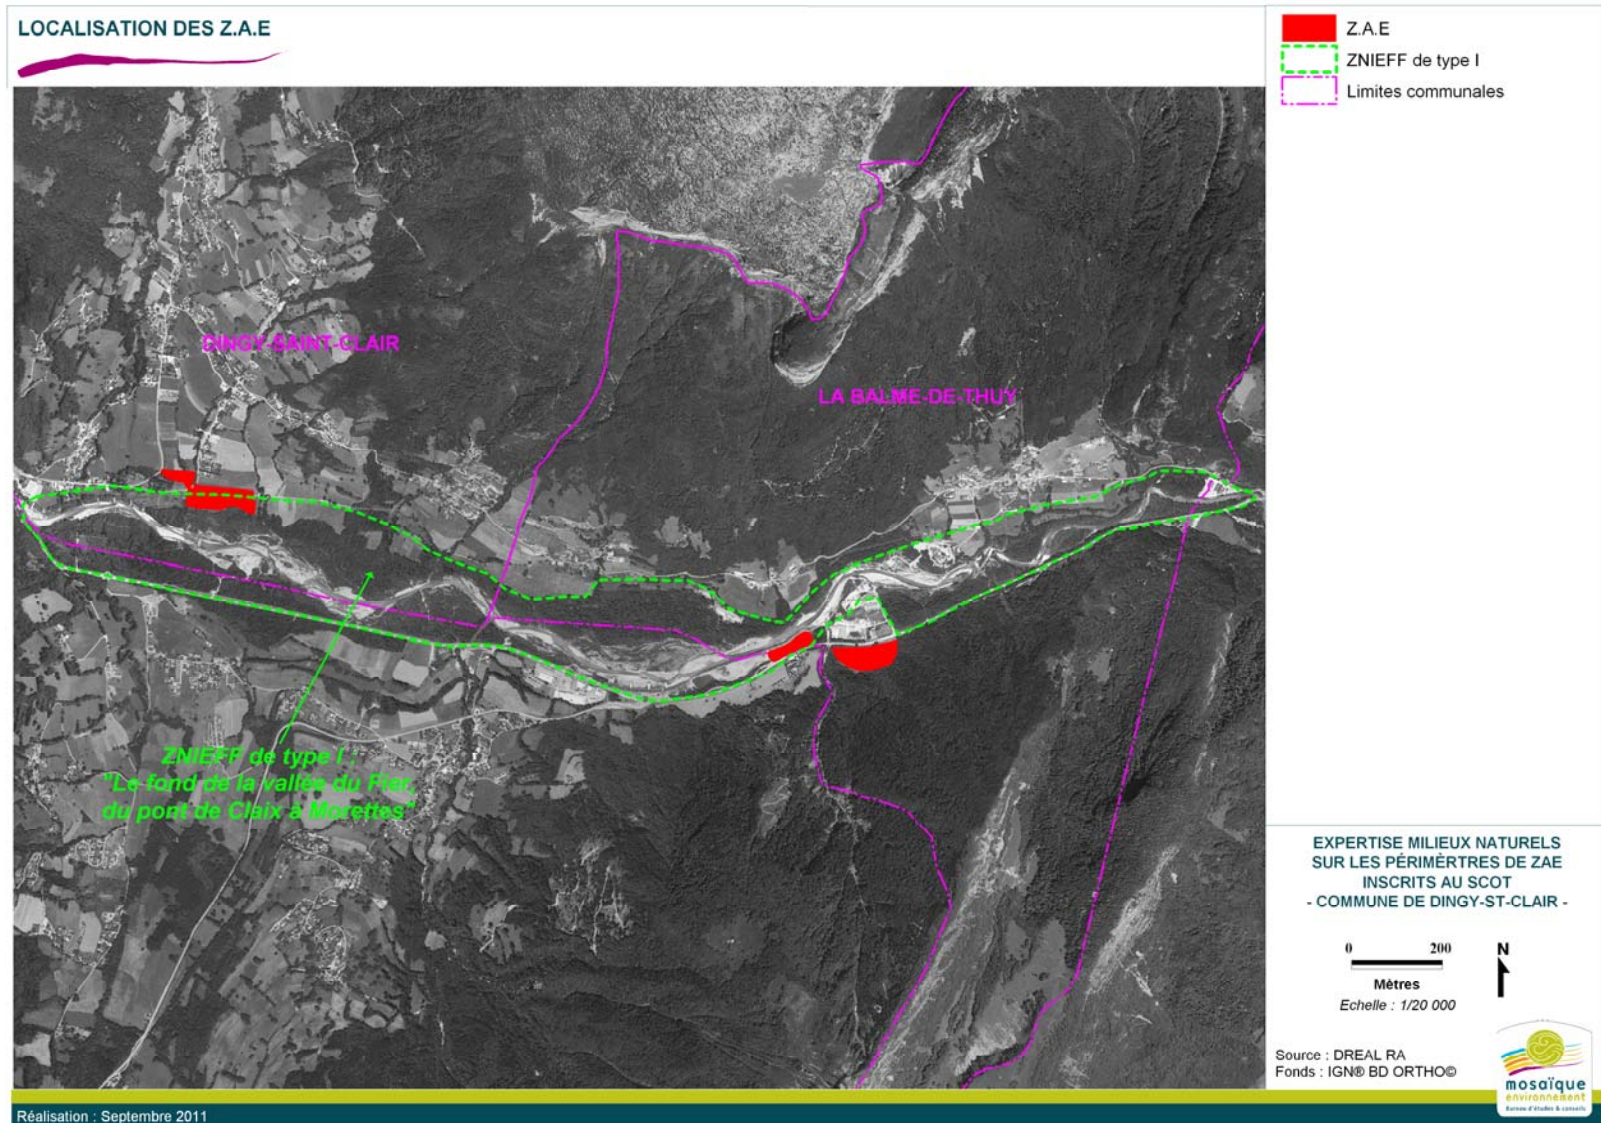 LOCALISATION DES Z.A.E
Z.A.E
ZNIEFF de type I
Limites communales
DINGY-SAINT-CLAIR
LA BALME-DE-THUY
ZNIEFF de type I :
"Le fond de la vallée du Fier,
du pont de Claix à Morettes"
EXPERTISE MILIEUX NATURELS
SUR LES PÉRIMÈRTRES DE ZAE
INSCRITS AU SCOT
- COMMUNE DE DINGY-ST-CLAIR -
0 200
Mètres
N
Echelle : 1/20 000
Source : DREAL RA
Fonds : IGN® BD ORTHO©
mosaïque
environnement
Bureau d'études & conseils
Réalisation : Septembre 2011